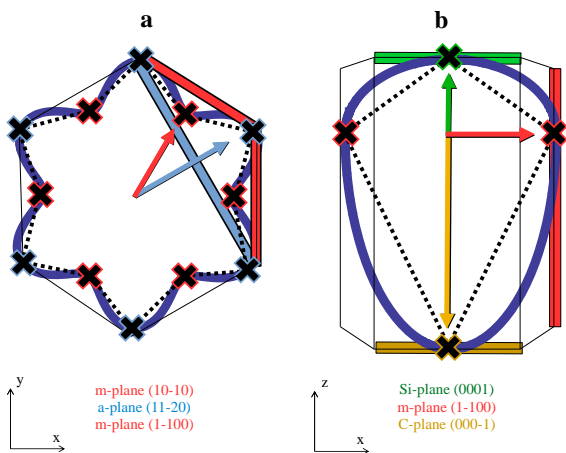 a
b
y
x
m-plane (10-10)
a-plane (11-20)
m-plane (1-100)
z
x
Si-plane (0001)
m-plane (1-100)
C-plane (000-1)